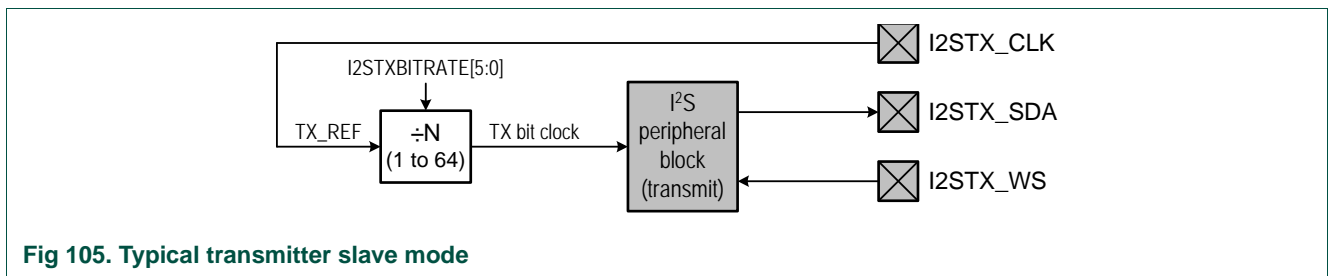 I2STX_CLK
I2STXBITRATE[5:0]
TX_REF
÷N
(1 to 64)
TX bit clock
I²S
peripheral
block
(transmit)
I2STX_SDA
I2STX_WS
Fig 105. Typical transmitter slave mode